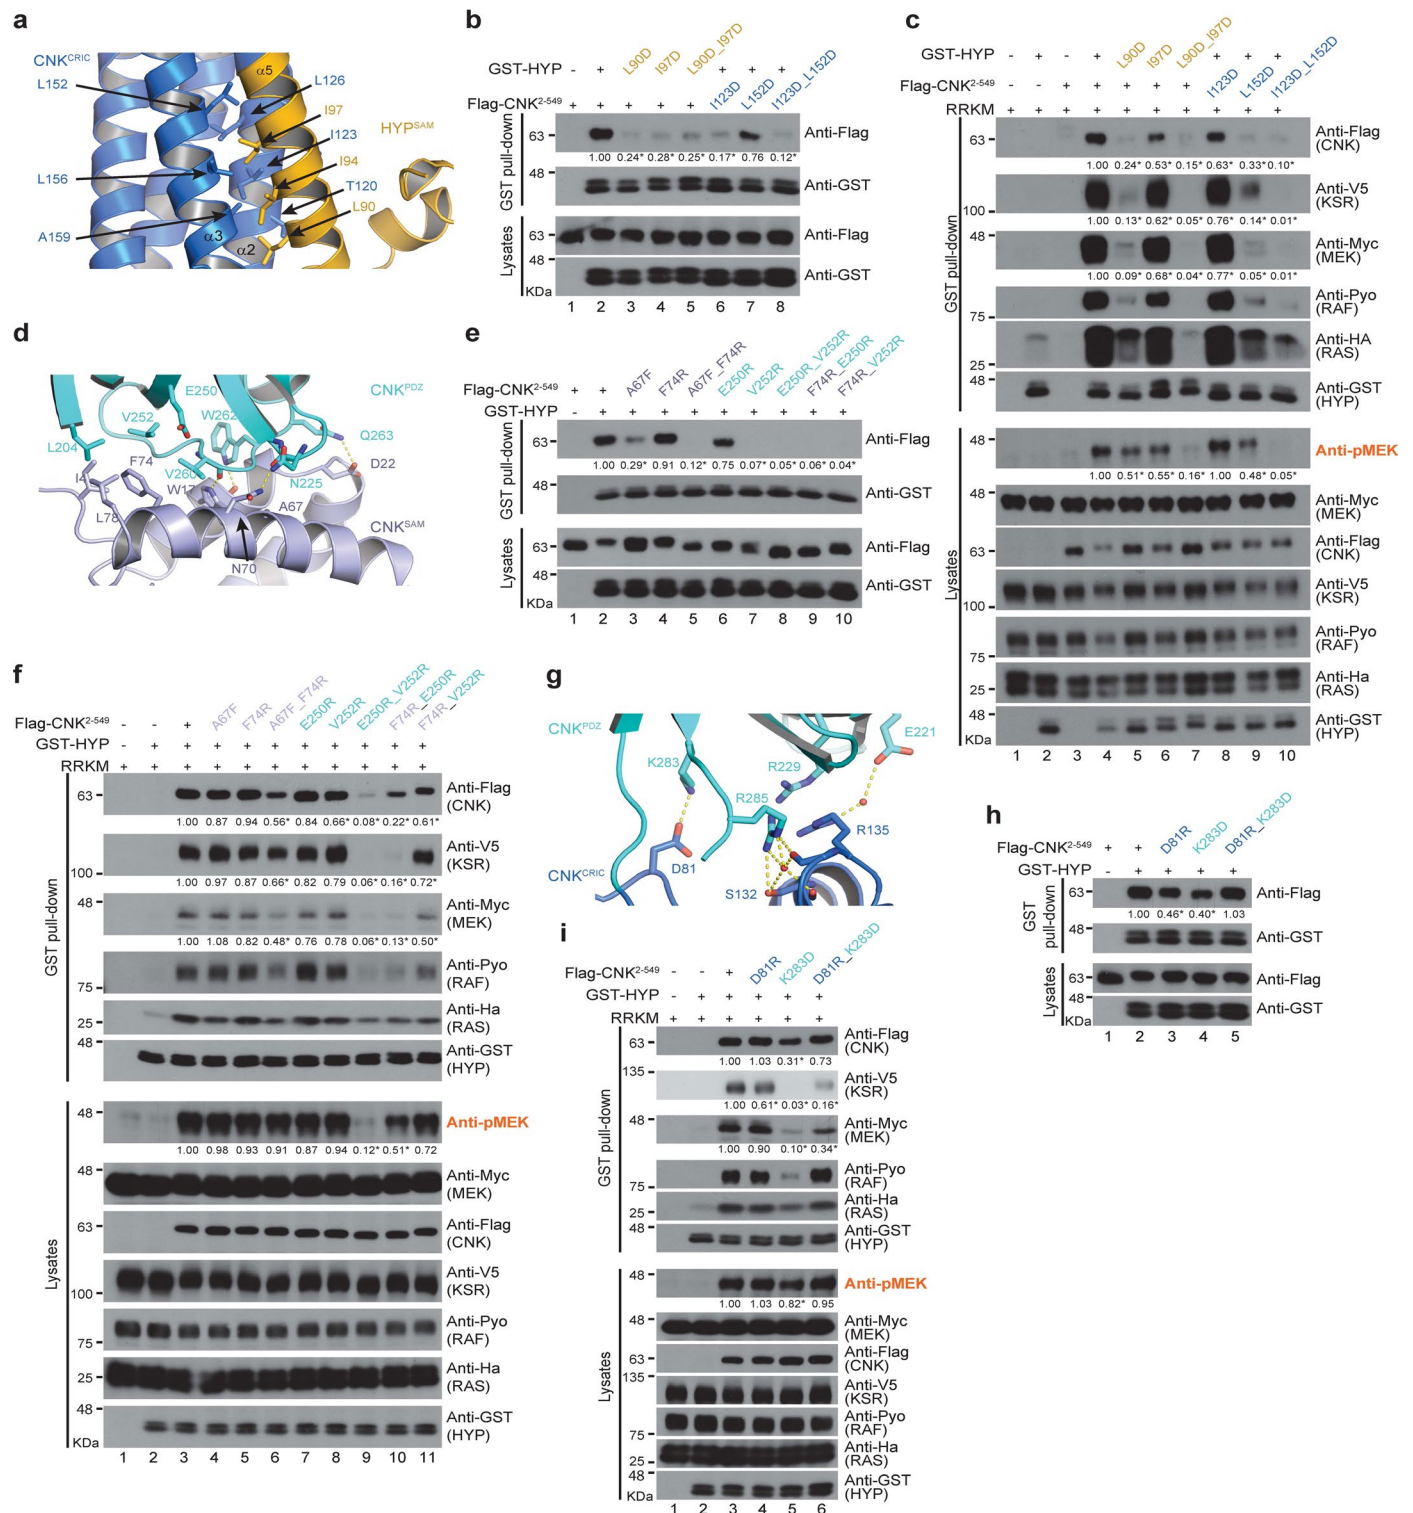 a
CNK^CRIC
L152
L156
A159
α5
L126
I97
I123
I94
T120
L90
α3
α2
HYP^SAM
b
L90D
I97D
L90D_I97D
I123D
L152D
I123D_L152D
GST-HYP - + + + +
Flag-CNK^2-549 + + + + +
GST pull-down
63
Anti-Flag
1.00 0.24* 0.28* 0.25* 0.17* 0.76 0.12*
48
Anti-GST
Lysates
63
Anti-Flag
48
Anti-GST
KDa
1 2 3 4 5 6 7 8
c
L90D
I97D
L90D_I97D
I123D
L152D
I123D_L152D
GST-HYP - + - + + + +
Flag-CNK^2-549 - - + + + + +
RRKM + + + + + + + + + +
GST pull-down
63
Anti-Flag
(CNK)
1.00 0.24* 0.53* 0.15* 0.63* 0.33* 0.10*
Anti-V5
(KSR)
100
1.00 0.13* 0.62* 0.05* 0.76* 0.14* 0.01*
48
Anti-Myc
(MEK)
1.00 0.09* 0.68* 0.04* 0.77* 0.05* 0.01*
Anti-Pyo
(RAF)
75
Anti-HA
(RAS)
25
48
Anti-GST
(HYP)
Lysates
48
Anti-pMEK
1.00 0.51* 0.55* 0.16* 1.00 0.48* 0.05*
48
Anti-Myc
(MEK)
63
Anti-Flag
(CNK)
Anti-V5
(KSR)
100
Anti-Pyo
(RAF)
75
Anti-Ha
(RAS)
25
48
Anti-GST
(HYP)
KDa
1 2 3 4 5 6 7 8 9 10
d
E250
CNK^PDZ
V252
W262
L204
Q263
F74
V260
D22
N225
L78
A67
CNK^SAM
N70
e
A67F
F74R
A67F_F74R
E250R
V252R
E250R_V252R
F74R_E250R
F74R_V252R
Flag-CNK^2-549 + +
GST-HYP - + + + + + + + + +
GST pull-down
63
Anti-Flag
1.00 0.29* 0.91 0.12* 0.75 0.07* 0.05* 0.06* 0.04*
48
Anti-GST
Lysates
63
Anti-Flag
48
Anti-GST
KDa
1 2 3 4 5 6 7 8 9 10
f
A67F
F74R
A67F_F74R
E250R
V252R
E250R_V252R
F74R_E250R
F74R_V252R
Flag-CNK^2-549 - - +
GST-HYP - + + + + + + + + + +
RRKM + + + + + + + + + + +
GST pull-down
63
Anti-Flag
(CNK)
1.00 0.87 0.94 0.56* 0.84 0.66* 0.08* 0.22* 0.61*
Anti-V5
(KSR)
100
1.00 0.97 0.87 0.66* 0.82 0.79 0.06* 0.16* 0.72*
48
Anti-Myc
(MEK)
1.00 1.08 0.82 0.48* 0.76 0.78 0.06* 0.13* 0.50*
Anti-Pyo
(RAF)
75
Anti-Ha
(RAS)
25
48
Anti-GST
(HYP)
Lysates
48
Anti-pMEK
1.00 0.98 0.93 0.91 0.87 0.94 0.12* 0.51* 0.72
48
Anti-Myc
(MEK)
63
Anti-Flag
(CNK)
Anti-V5
(KSR)
100
Anti-Pyo
(RAF)
75
Anti-Ha
(RAS)
25
48
Anti-GST
(HYP)
KDa
1 2 3 4 5 6 7 8 9 10 11
g
CNK^PDZ
E221
K283
R229
R285
R135
D81
CNK^CRIC
S132
h
D81R
K283D
D81R_K283D
Flag-CNK^2-549 + +
GST-HYP - + + + +
GST
pull-down
63
Anti-Flag
1.00 0.46* 0.40* 1.03
48
Anti-GST
Lysates
63
Anti-Flag
48
Anti-GST
KDa
1 2 3 4 5
i
D81R
K283D
D81R_K283D
Flag-CNK^2-549 - - +
GST-HYP - + + + + +
RRKM + + + + + +
GST pull-down
63
Anti-Flag
(CNK)
1.00 1.03 0.31* 0.73
135
Anti-V5
(KSR)
1.00 0.61* 0.03* 0.16*
48
Anti-Myc
(MEK)
1.00 0.90 0.10* 0.34*
Anti-Pyo
(RAF)
75
Anti-Ha
(RAS)
25
48
Anti-GST
(HYP)
Lysates
48
Anti-pMEK
1.00 1.03 0.82* 0.95
48
Anti-Myc
(MEK)
63
Anti-Flag
(CNK)
135
Anti-V5
(KSR)
Anti-Pyo
(RAF)
75
Anti-Ha
(RAS)
25
48
Anti-GST
(HYP)
KDa
1 2 3 4 5 6